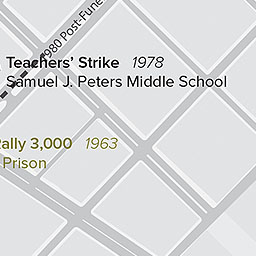 1980 Post-Fune
Teachers' Strike 1978
Samuel J. Peters Middle School
Rally 3,000 1963
Prison